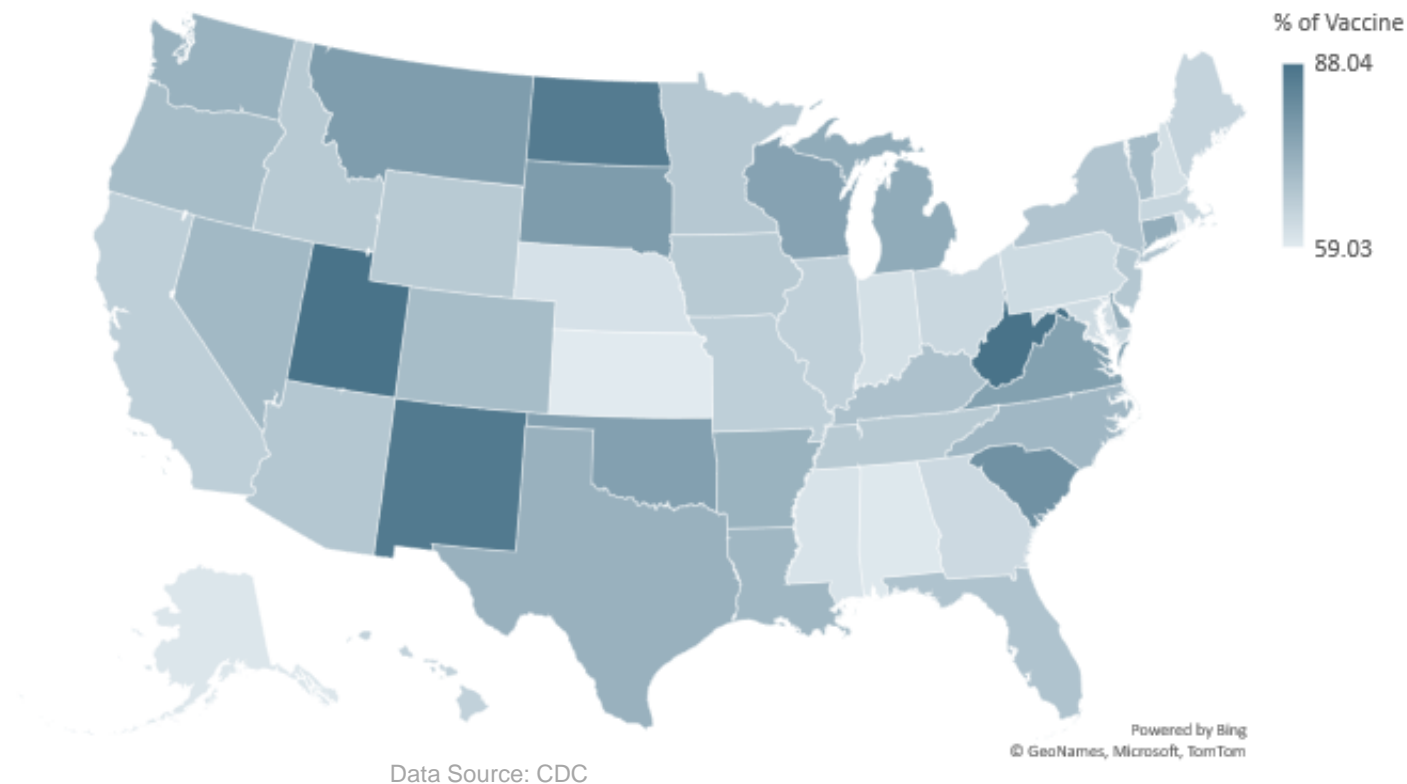 % of Vaccine
88.04
59.03
Powered by Bing
© GeoNames, Microsoft, TomTom
Data Source: CDC